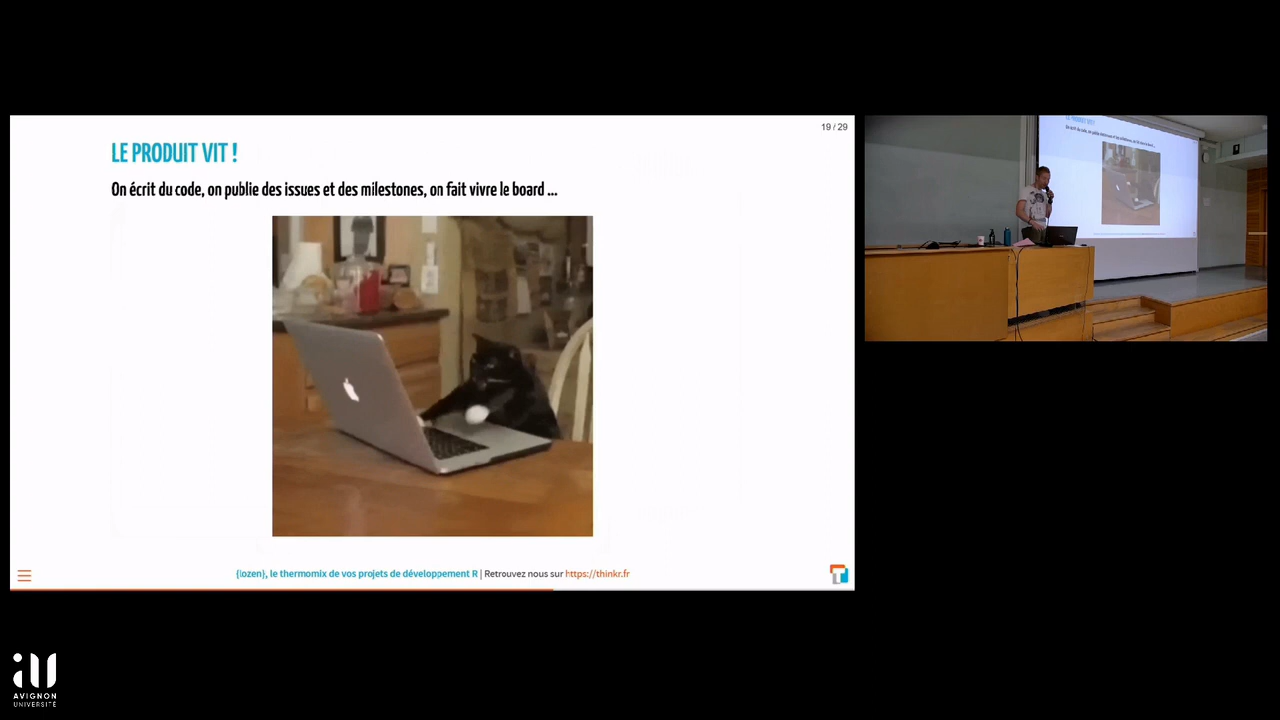 19 / 29
LE PRODUIT VIT !
On écrit du code, on publie des issues et des milestones, on fait vivre le board ...
{lozen}, le thermomix de vos projets de développement R | Retrouvez nous sur https://thinkr.fr
AVIGNON
UNIVERSITÉ